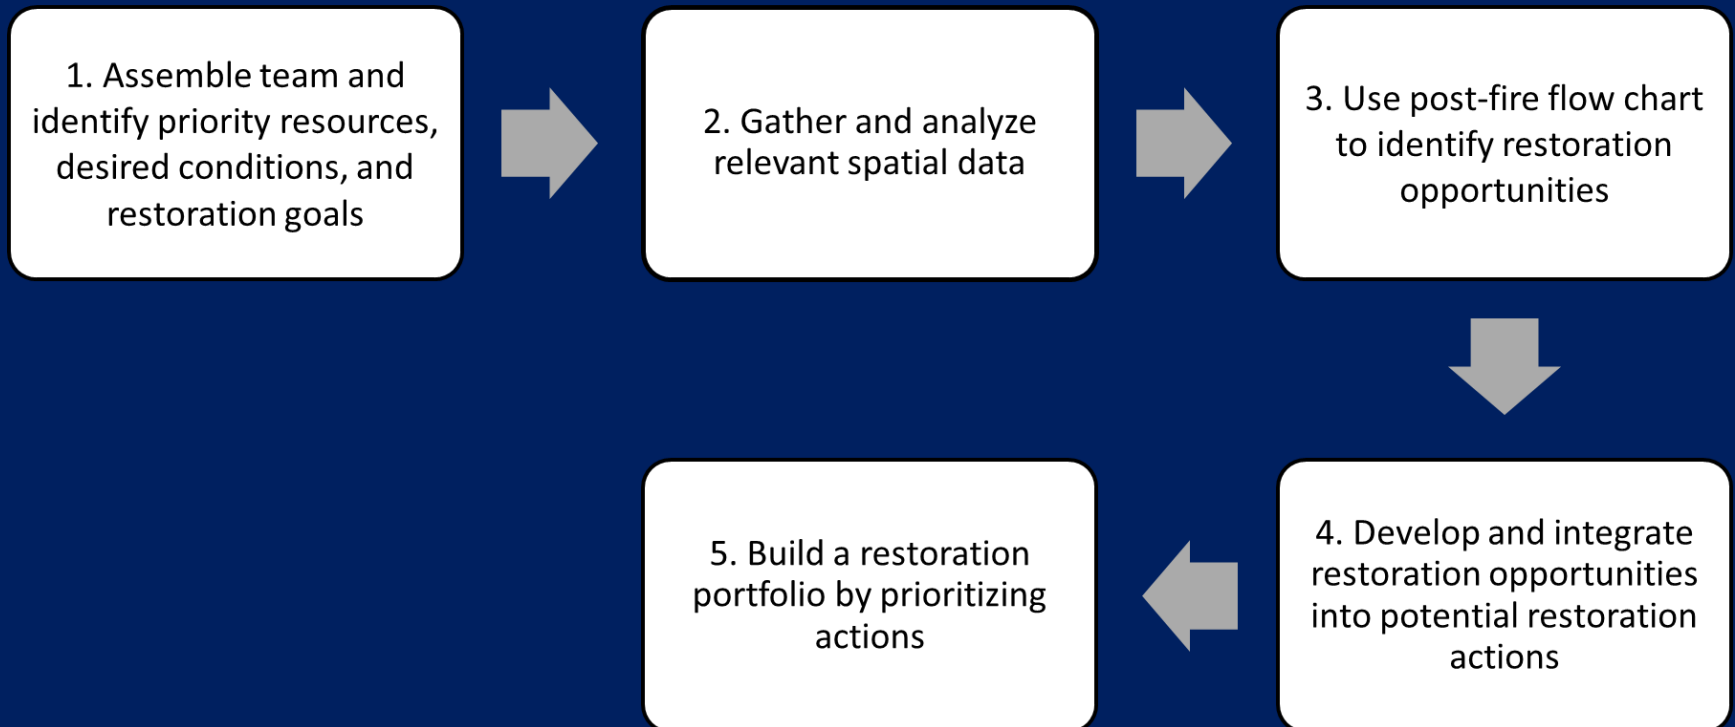 1. Assemble team and
identify priority resources,
desired conditions, and
restoration goals
2. Gather and analyze
relevant spatial data
3. Use post-fire flow chart
to identify restoration
opportunities
4. Develop and integrate
restoration opportunities
into potential restoration
actions
5. Build a restoration
portfolio by prioritizing
actions